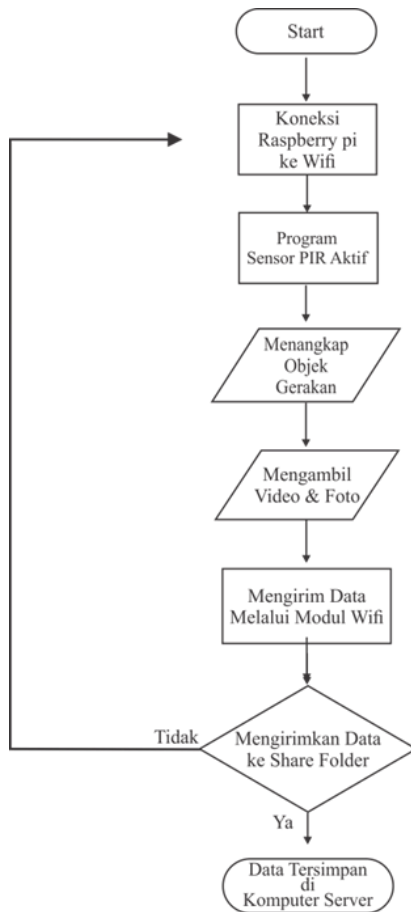 Start
Koneksi
Raspberry pi
ke Wifi
Program
Sensor PIR Aktif
Menangkap
Objek
Gerakan
Mengambil
Video & Foto
Mengirim Data
Melalui Modul Wifi
Tidak
Mengirimkan Data
ke Share Folder
Ya
Data Tersimpan
di
Komputer Server